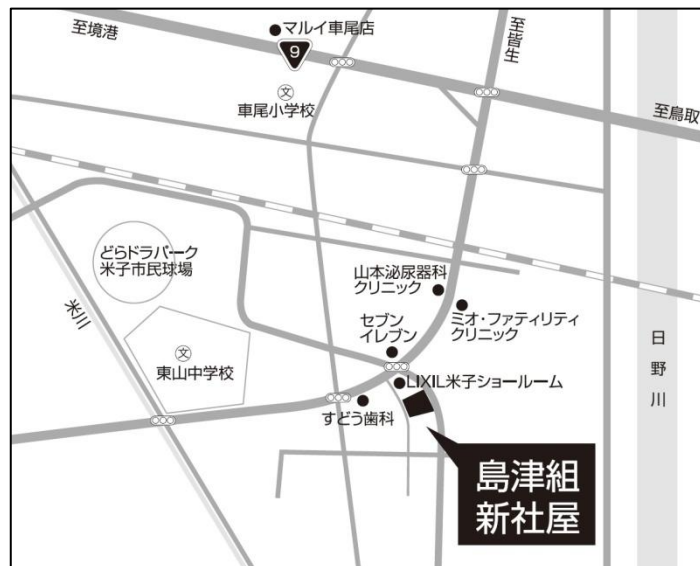 至境港
マルイ車尾店
9
至皆生
文
車尾小学校
至鳥取
どらドラパーク
米子市民球場
山本泌尿器科
クリニック
ミオ・ファティリティ
クリニック
セブン
イレブン
米川
文
東山中学校
LIXIL米子ショールーム
すどう歯科
日野川
島津組
新社屋